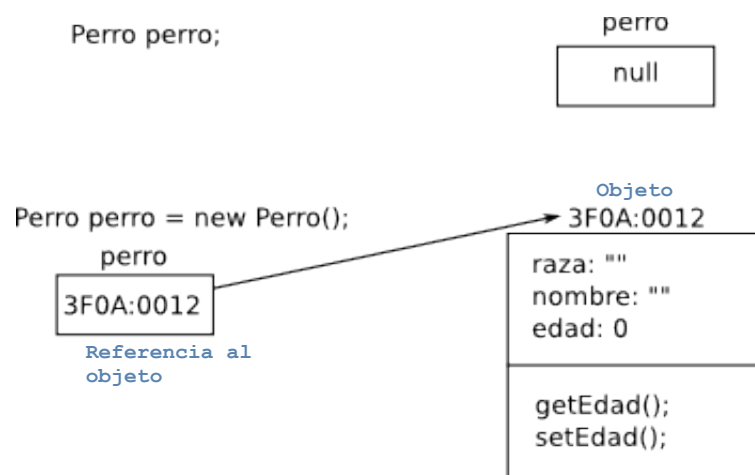 Perro perro;
perro
null
Objeto
Perro perro = new Perro();
3F0A:0012
perro
3F0A:0012
Referencia al
objeto
raza: ""
nombre: ""
edad: 0
getEdad();
setEdad();